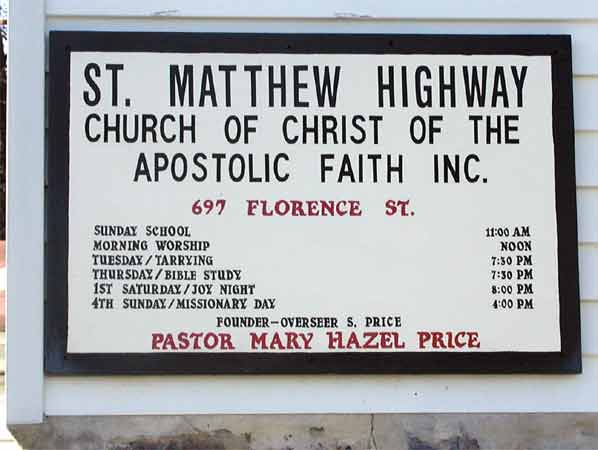 ST. MATTHEW HIGHWAY
CHURCH OF CHRIST OF THE
APOSTOLIC FAITH INC.
697 FLORENCE ST.
SUNDAY SCHOOL 11:00 AM
MORNING WORSHIP NOON
TUESDAY/TARRYING 7:30 PM
THURSDAY/BIBLE STUDY 7:30 PM
1ST SATURDAY/JOY NIGHT 8:00 PM
4TH SUNDAY/MISSIONARY DAY 4:00 PM
FOUNDER-OVERSEER S. PRICE
PASTOR MARY HAZEL PRICE